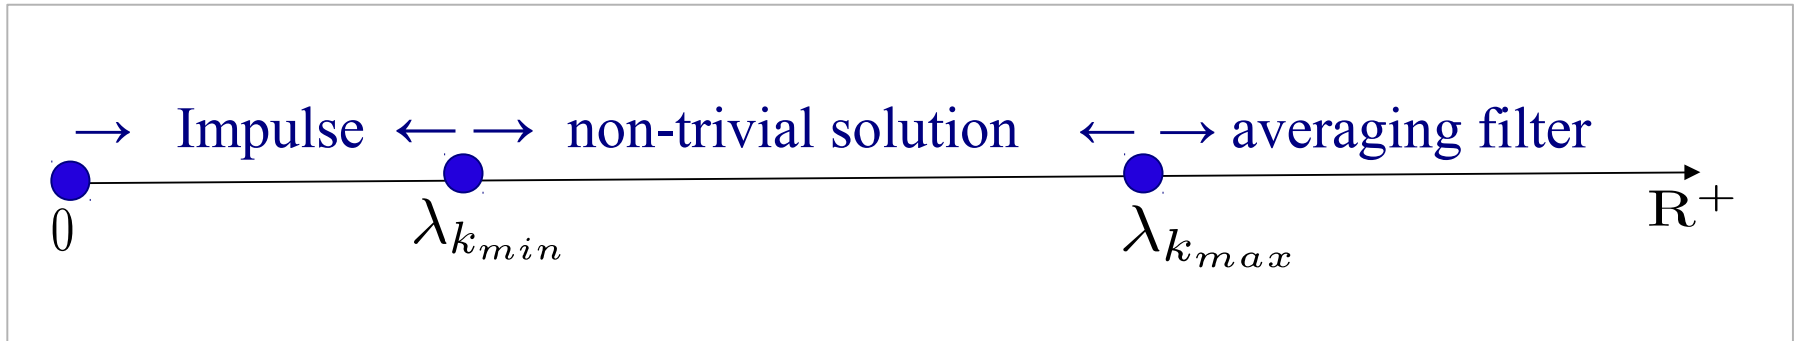 → Impulse ← → non-trivial solution ← → averaging filter
0 λ_{k_{min}} λ_{k_{max}} R⁺